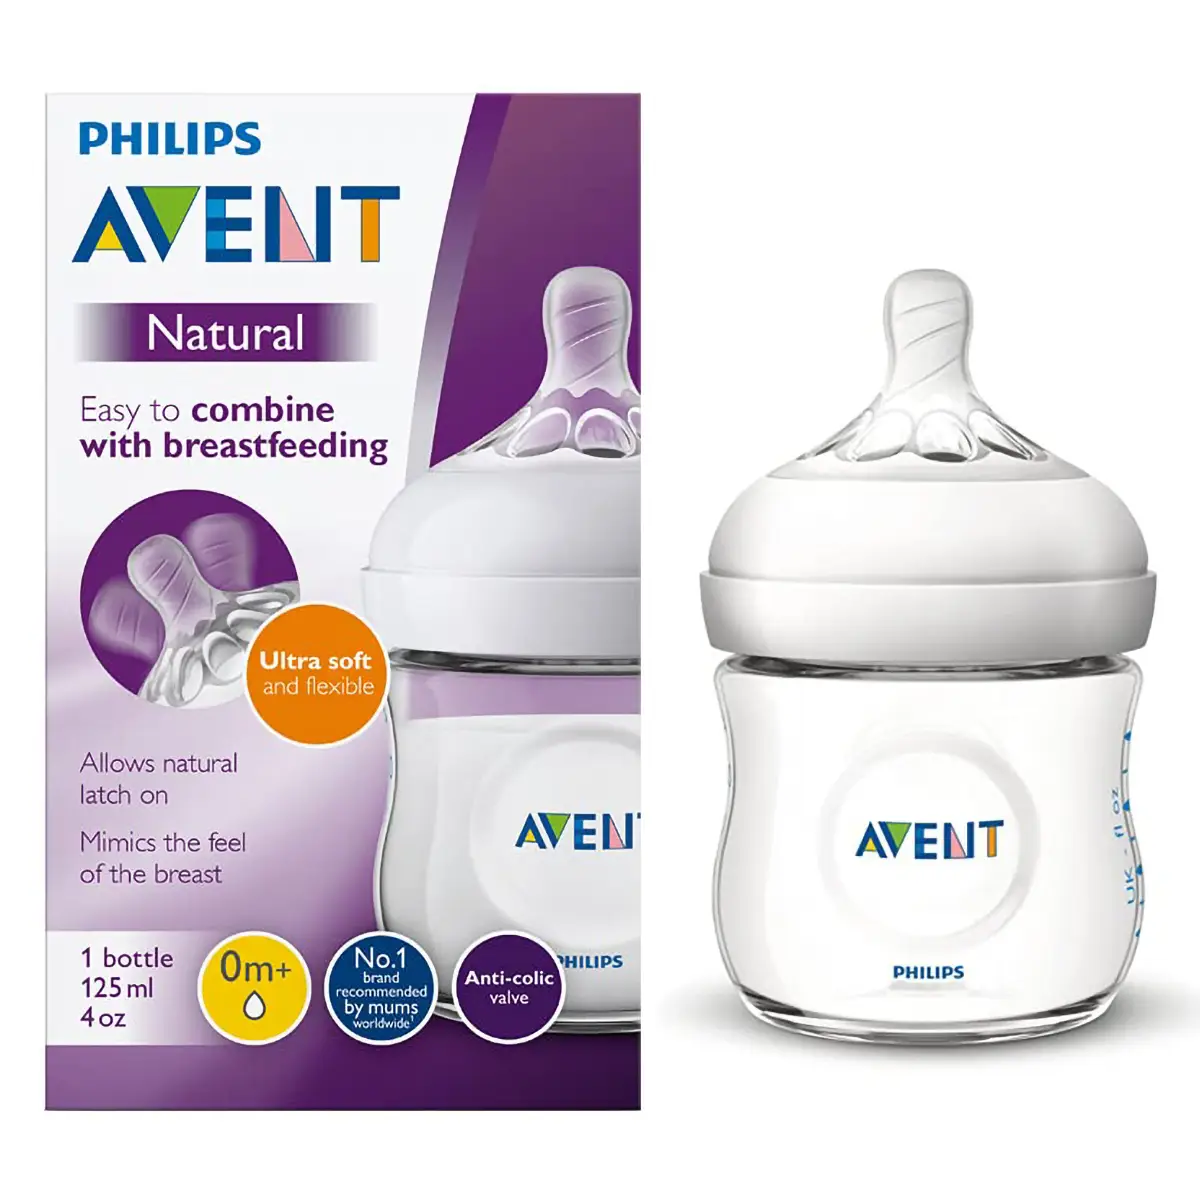 PHILIPS
AVENT
Natural
Easy to combine
with breastfeeding
Ultra soft
and flexible
Allows natural
latch on
Mimics the feel
of the breast
1 bottle
125 ml
4 oz
0m+
No.1
brand
recommended
by mums
worldwide¹
Anti-colic
valve
AVENT
PHILIPS
AVENT
PHILIPS
UK - fl oz